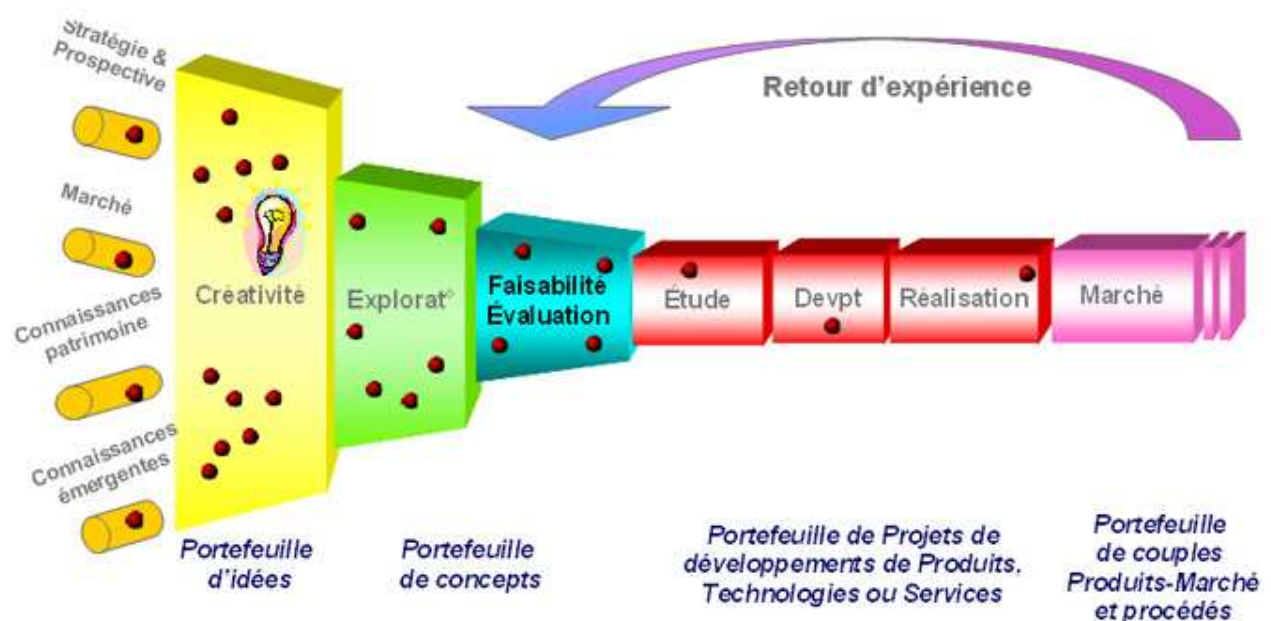 Stratégie &
Prospective
Marché
Connaissances
patrimoine
Connaissances
émergentes
Créativité
Explorat°
Faisabilité
Évaluation
Étude
Devpt
Réalisation
Marché
Retour d'expérience
Portefeuille
d'idées
Portefeuille
de concepts
Portefeuille de Projets de
développements de Produits,
Technologies ou Services
Portefeuille
de couples
Produits-Marché
et procédés